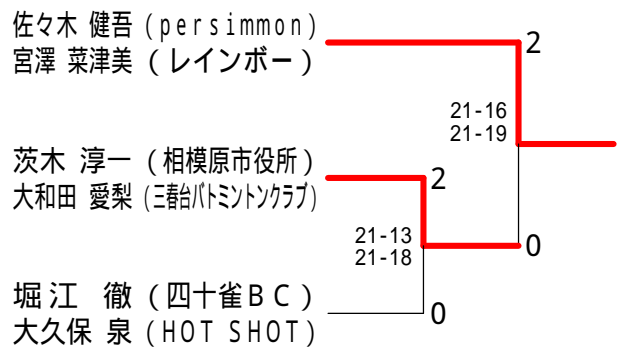 佐々木 健吾 (persimmon)
宮澤 菜津美 (レインボー)
2
21-16
21-19
茨木 淳一 (相模原市役所)
大和田 愛梨 (三春台バトミントンクラブ)
2
21-13
21-18
0
堀江 徹 (四十雀BC)
大久保 泉 (HOT SHOT)
0